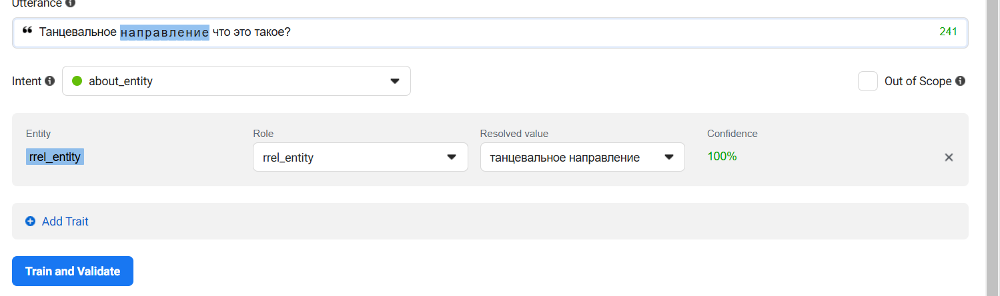 Utterance
Танцевальное направление что это такое? 241
Intent about_entity Out of Scope
Entity Role Resolved value Confidence
rrel_entity rrel_entity танцевальное направление 100%
Add Trait
Train and Validate